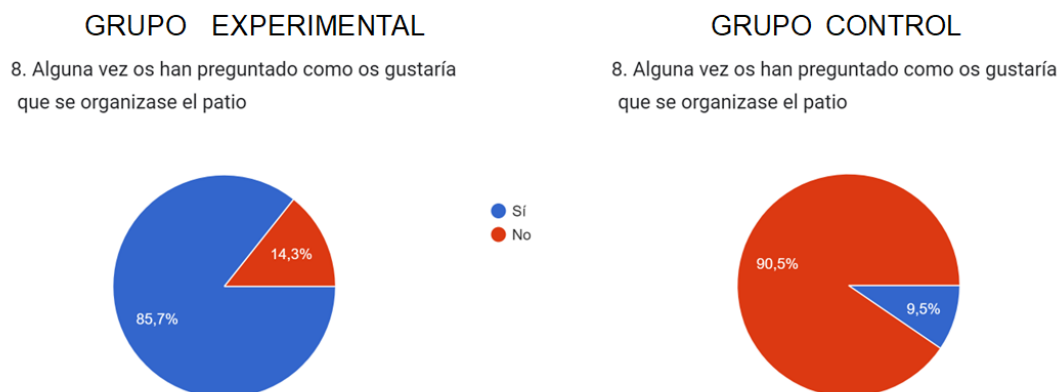 GRUPO EXPERIMENTAL
8. Alguna vez os han preguntado como os gustaría
que se organizase el patio
14,3%
85,7%
Sí
No
GRUPO CONTROL
8. Alguna vez os han preguntado como os gustaría
que se organizase el patio
90,5%
9,5%